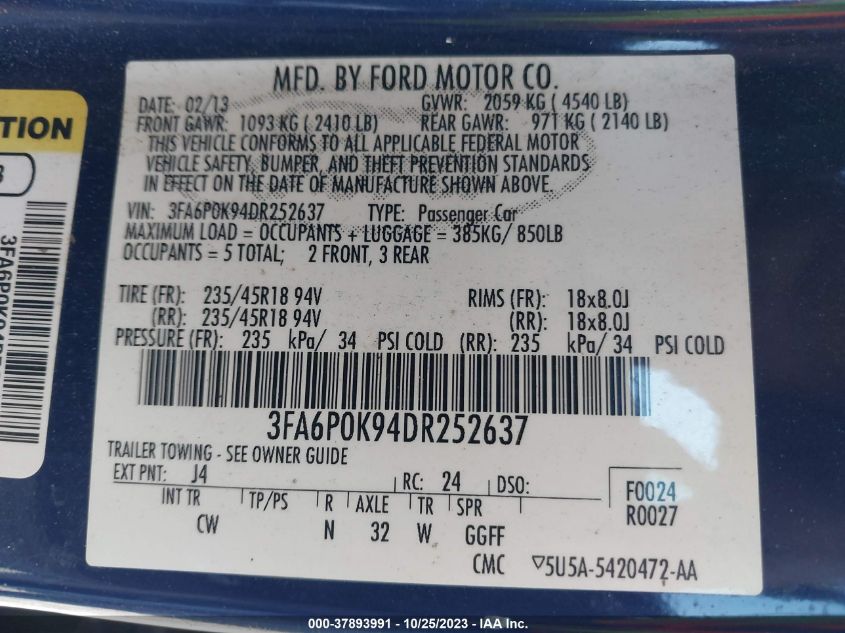 MFD. BY FORD MOTOR CO.
DATE: 02/13 GVWR: 2059 KG ( 4540 LB)
FRONT GAWR: 1093 KG ( 2410 LB) REAR GAWR: 971 KG ( 2140 LB)
THIS VEHICLE CONFORMS TO ALL APPLICABLE FEDERAL MOTOR
VEHICLE SAFETY, BUMPER, AND THEFT PREVENTION STANDARDS
IN EFFECT ON THE DATE OF MANUFACTURE SHOWN ABOVE.
VIN: 3FA6P0K94DR252637 TYPE: Passenger Car
MAXIMUM LOAD = OCCUPANTS + LUGGAGE = 385KG/ 850LB
OCCUPANTS = 5 TOTAL; 2 FRONT, 3 REAR
TIRE (FR): 235/45R18 94V RIMS (FR): 18x8.0J
(RR): 235/45R18 94V (RR): 18x8.0J
PRESSURE (FR): 235 kPa/ 34 PSI COLD (RR): 235 kPa/ 34 PSI COLD
3FA6P0K94DR252637
TRAILER TOWING - SEE OWNER GUIDE
EXT PNT: J4 RC: 24 DSO:
INT TR TP/PS R AXLE TR SPR
CW N 32 W GGFF
F0024
R0027
CMC ▽5U5A-5420472-AA
TION
3
3FA6P0K94DR
000-37893991 - 10/25/2023 - IAA Inc.